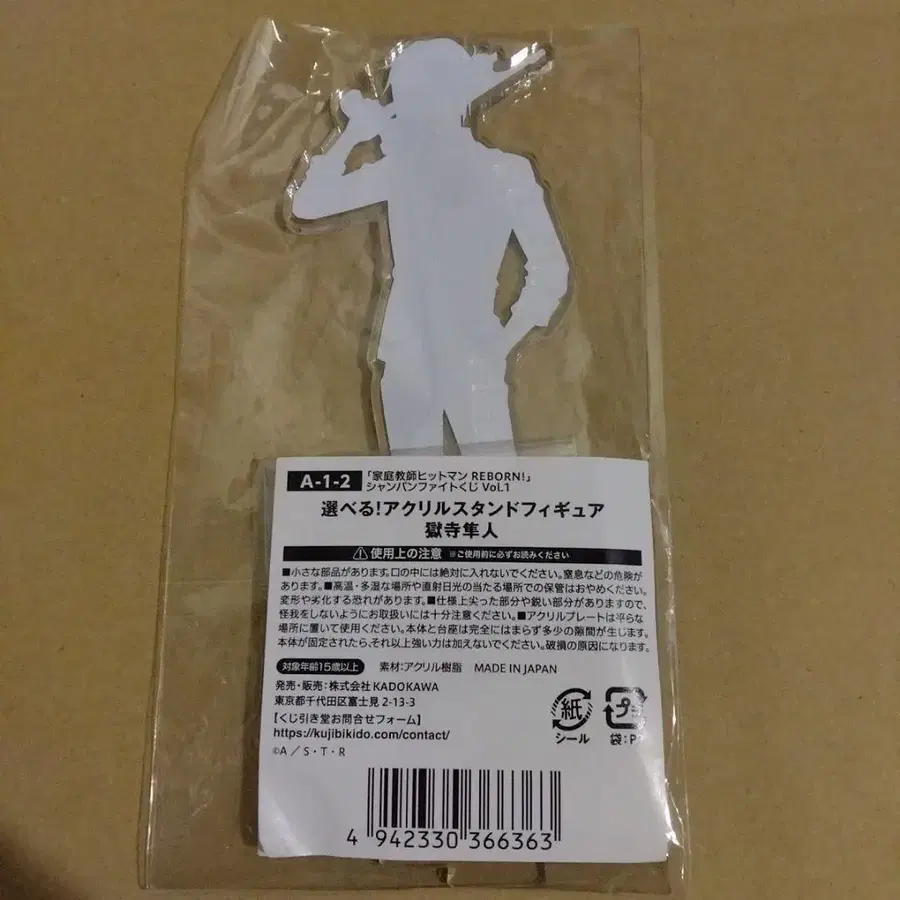 A-1-2
「家庭教師ヒットマン REBORN!」
シャンパンファイトくじ Vol.1
選べる!アクリルスタンドフィギュア
獄寺隼人
使用上の注意 ※ご使用前に必ずお読みください
■小さな部品があります。口の中には絶対に入れないでください。窒息などの危険が
あります。■高温・多湿な場所や直射日光の当たる場所での保管はおやめください。
変形や劣化する恐れがあります。■仕様上尖った部分や鋭い部分がありますので、
怪我をしないようにお取扱いには十分注意ください。■アクリルプレートは平らな
場所に置いて使用ください。本体と台座は完全にはまらず多少の隙間が生じます。
本体が固定されたら、それ以上強い力は加えないでください。破損の原因になります。
対象年齢15歳以上 素材:アクリル樹脂 MADE IN JAPAN
発売・販売:株式会社KADOKAWA
東京都千代田区富士見 2-13-3
【くじ引き堂お問合せフォーム】
https://kujibikido.com/contact/
©A/S・T・R
紙
シール
プラ
袋:P
4 942330 366363